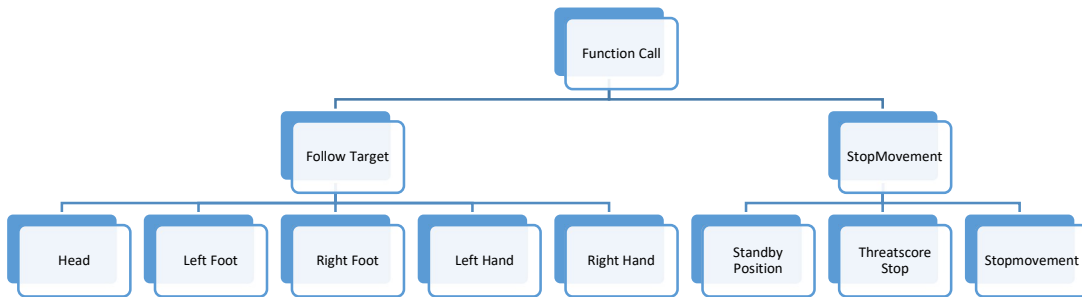 Function Call
Follow Target
StopMovement
Head
Left Foot
Right Foot
Left Hand
Right Hand
Standby
Position
Threatscore
Stop
Stopmovement